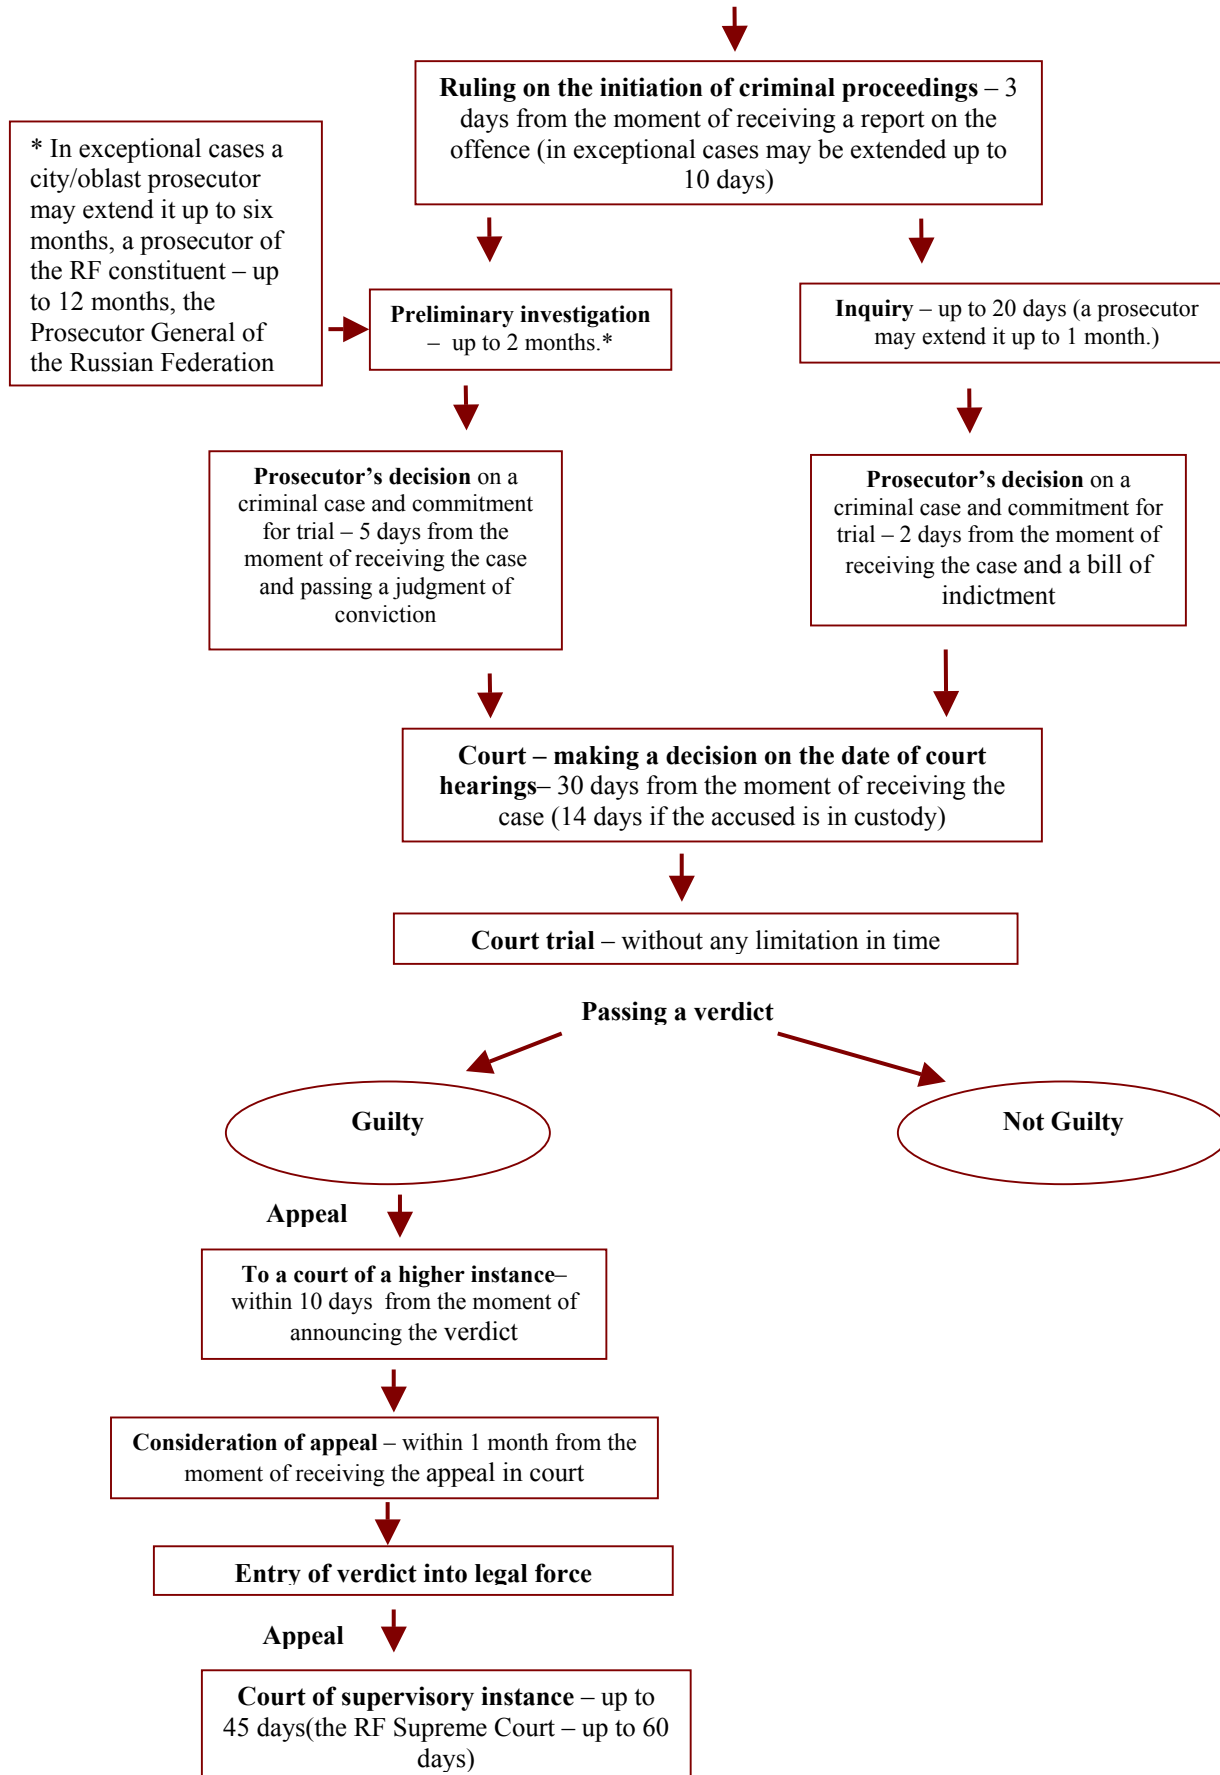 Ruling on the initiation of criminal proceedings – 3
days from the moment of receiving a report on the
offence (in exceptional cases may be extended up to
10 days)
* In exceptional cases a
city/oblast prosecutor
may extend it up to six
months, a prosecutor of
the RF constituent – up
to 12 months, the
Prosecutor General of
the Russian Federation
Preliminary investigation
– up to 2 months.*
Inquiry – up to 20 days (a prosecutor
may extend it up to 1 month.)
Prosecutor’s decision on a
criminal case and commitment
for trial – 5 days from the
moment of receiving the case
and passing a judgment of
conviction
Prosecutor’s decision on a
criminal case and commitment for
trial – 2 days from the moment of
receiving the case and a bill of
indictment
Court – making a decision on the date of court
hearings– 30 days from the moment of receiving the
case (14 days if the accused is in custody)
Court trial – without any limitation in time
Passing a verdict
Guilty
Not Guilty
Appeal
To a court of a higher instance–
within 10 days from the moment of
announcing the verdict
Consideration of appeal – within 1 month from the
moment of receiving the appeal in court
Entry of verdict into legal force
Appeal
Court of supervisory instance – up to
45 days(the RF Supreme Court – up to 60
days)